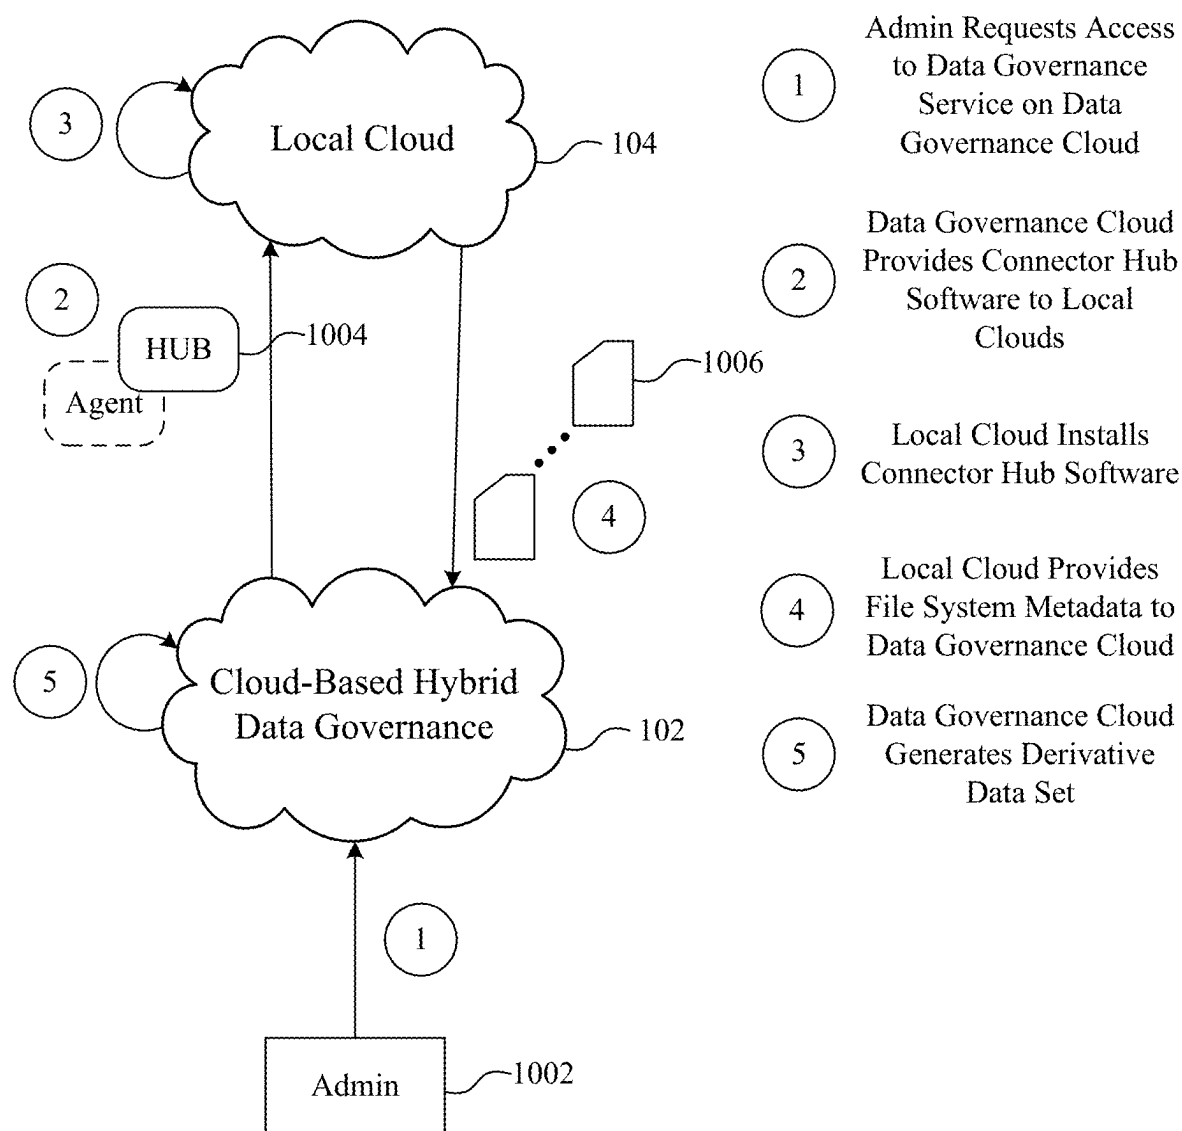 3
Local Cloud
104
2
HUB
1004
Agent
1006
4
5
Cloud-Based Hybrid
Data Governance
102
1
Admin
1002
1
Admin Requests Access
to Data Governance
Service on Data
Governance Cloud
2
Data Governance Cloud
Provides Connector Hub
Software to Local
Clouds
3
Local Cloud Installs
Connector Hub Software
4
Local Cloud Provides
File System Metadata to
Data Governance Cloud
5
Data Governance Cloud
Generates Derivative
Data Set